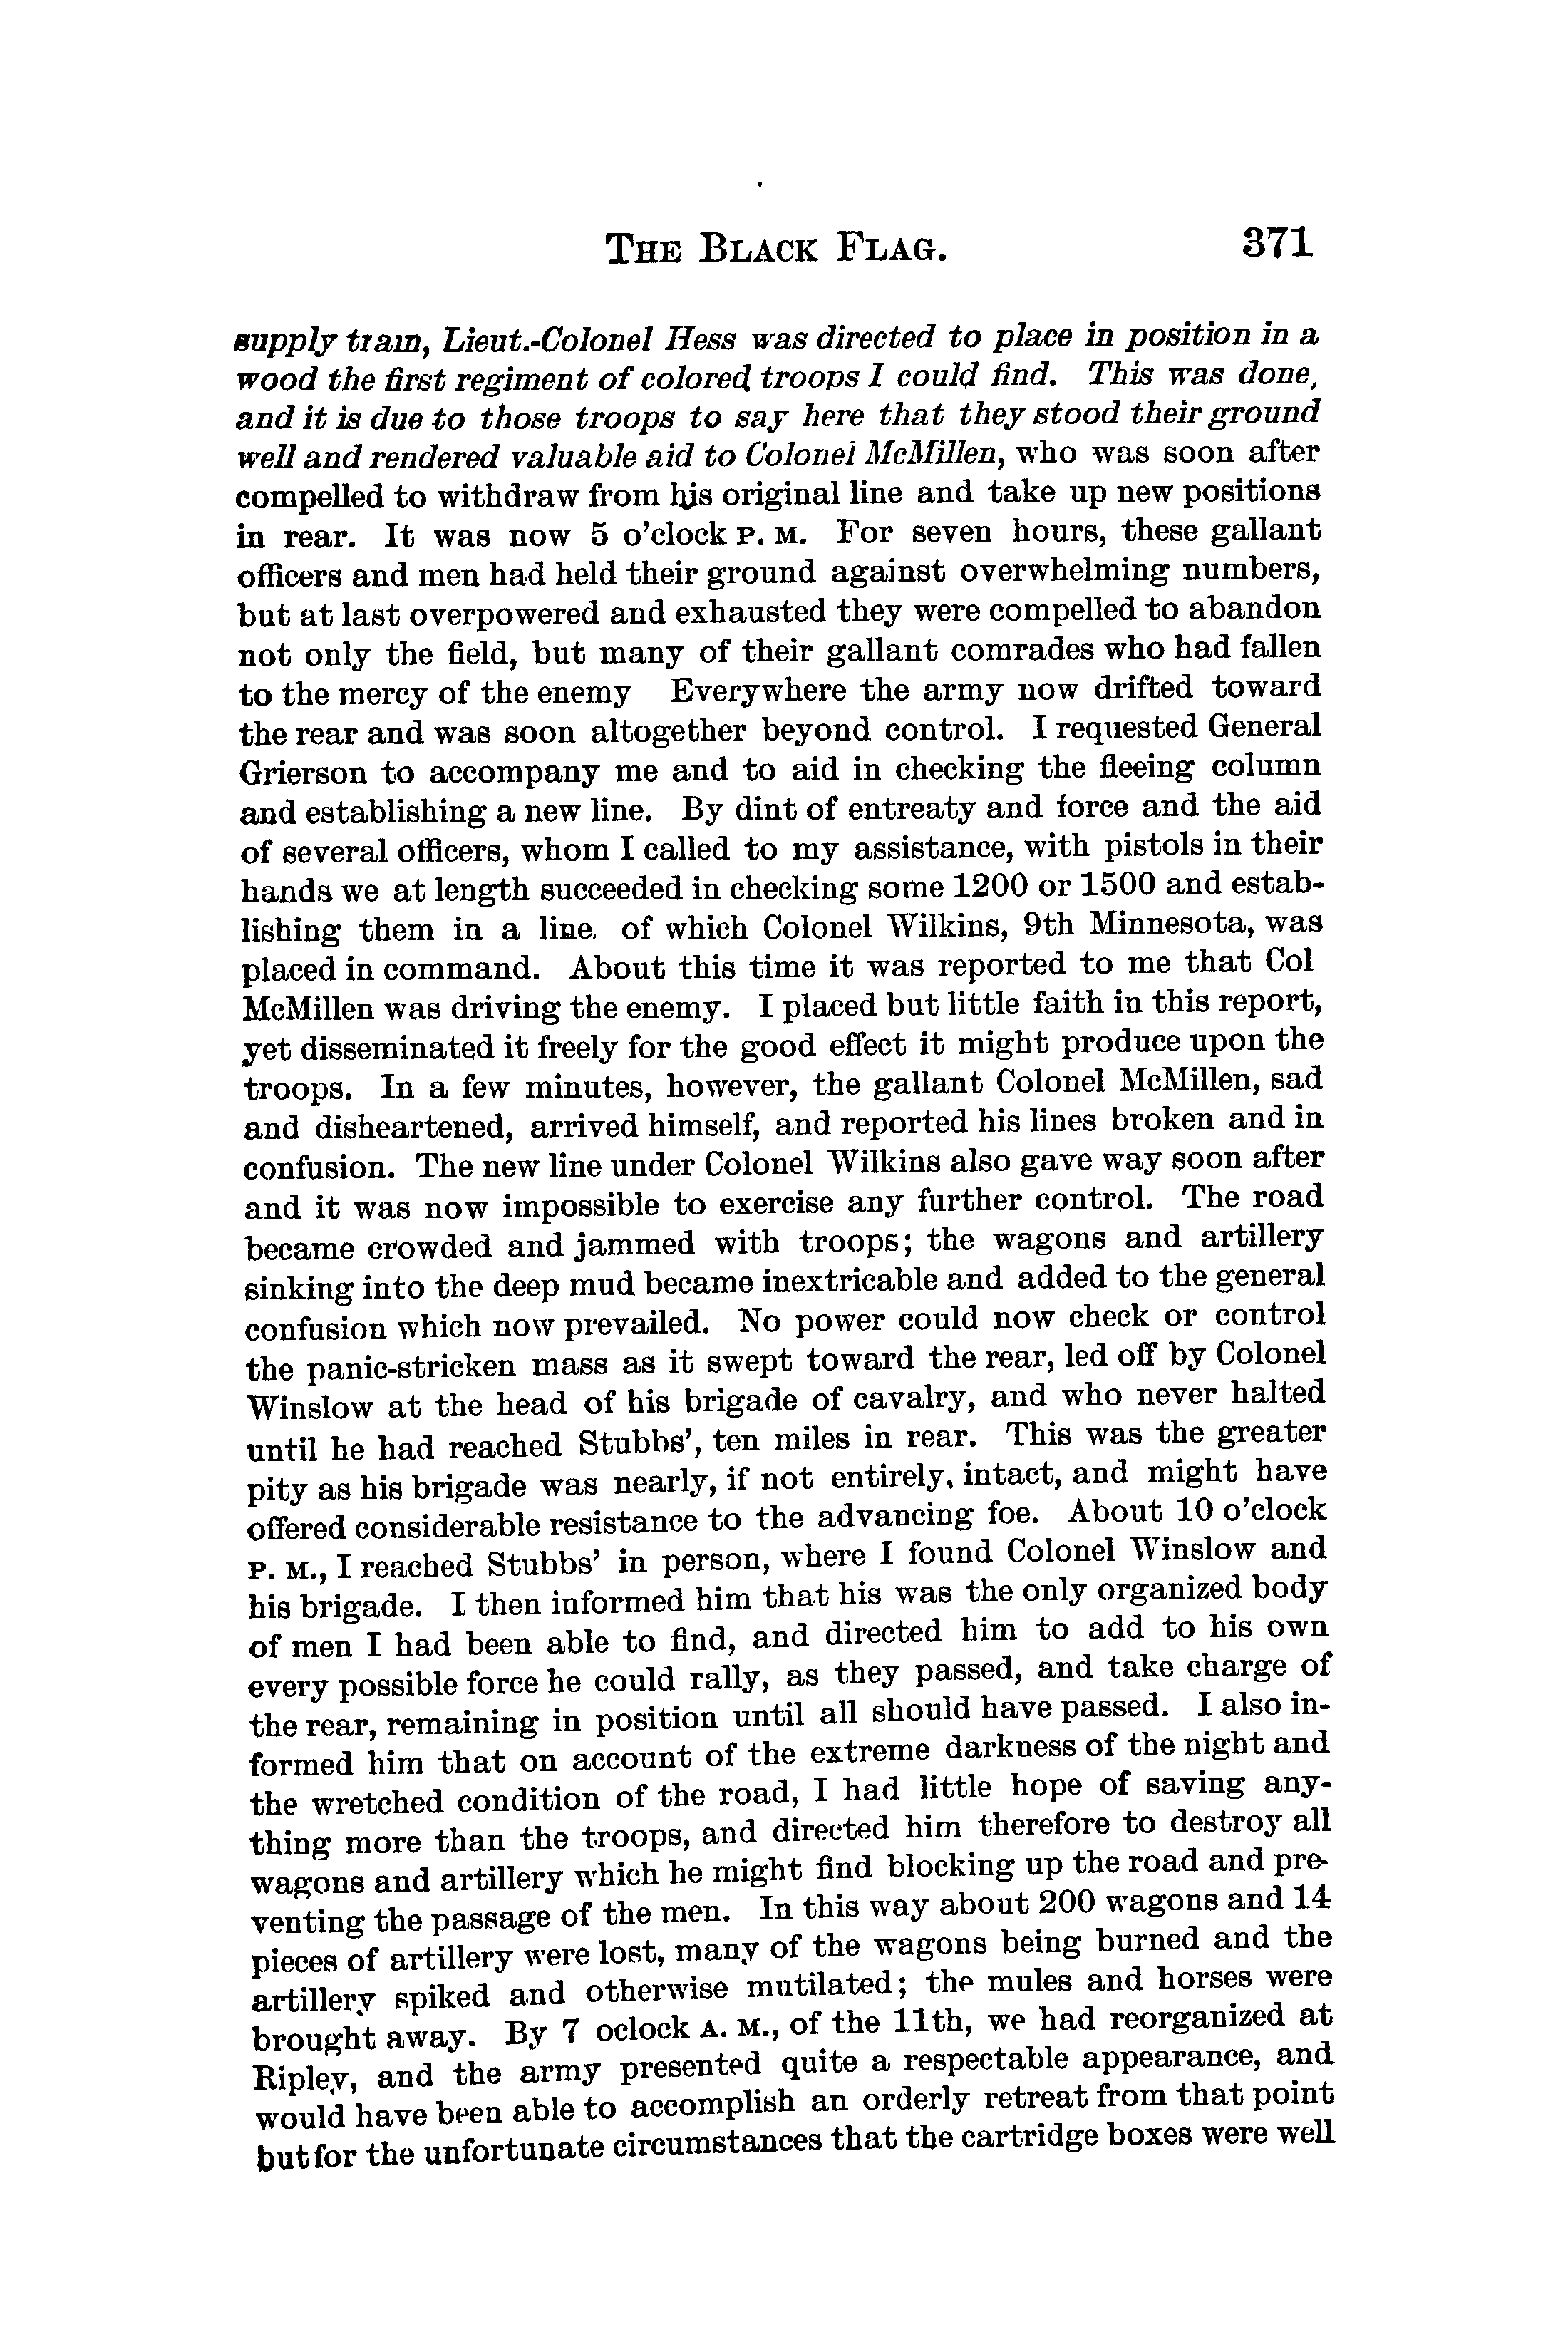 THE BLACK FLAG. 371
supply train, Lieut.-Colonel Hess was directed to place in position in a
wood the first regiment of colored troops I could find. This was done,
and it is due to those troops to say here that they stood their ground
well and rendered valuable aid to Colonel McMillen, who was soon after
compelled to withdraw from his original line and take up new positions
in rear. It was now 5 o'clock P. M. For seven hours, these gallant
officers and men had held their ground against overwhelming numbers,
but at last overpowered and exhausted they were compelled to abandon
not only the field, but many of their gallant comrades who had fallen
to the mercy of the enemy Everywhere the army now drifted toward
the rear and was soon altogether beyond control. I requested General
Grierson to accompany me and to aid in checking the fleeing column
and establishing a new line. By dint of entreaty and force and the aid
of several officers, whom I called to my assistance, with pistols in their
hands we at length succeeded in checking some 1200 or 1500 and estab-
lishing them in a line. of which Colonel Wilkins, 9th Minnesota, was
placed in command. About this time it was reported to me that Col
McMillen was driving the enemy. I placed but little faith in this report,
yet disseminated it freely for the good effect it might produce upon the
troops. In a few minutes, however, the gallant Colonel McMillen, sad
and disheartened, arrived himself, and reported his lines broken and in
confusion. The new line under Colonel Wilkins also gave way soon after
and it was now impossible to exercise any further control. The road
became crowded and jammed with troops; the wagons and artillery
sinking into the deep mud became inextricable and added to the general
confusion which now prevailed. No power could now check or control
the panic-stricken mass as it swept toward the rear, led off by Colonel
Winslow at the head of his brigade of cavalry, and who never halted
until he had reached Stubbs', ten miles in rear. This was the greater
pity as his brigade was nearly, if not entirely, intact, and might have
offered considerable resistance to the advancing foe. About 10 o'clock
P. M., I reached Stubbs' in person, where I found Colonel Winslow and
his brigade. I then informed him that his was the only organized body
of men I had been able to find, and directed him to add to his own
every possible force he could rally, as they passed, and take charge of
the rear, remaining in position until all should have passed. I also in-
formed him that on account of the extreme darkness of the night and
the wretched condition of the road, I had little hope of saving any-
thing more than the troops, and directed him therefore to destroy all
wagons and artillery which he might find blocking up the road and pre-
venting the passage of the men. In this way about 200 wagons and 14
pieces of artillery were lost, many of the wagons being burned and the
artillery spiked and otherwise mutilated; the mules and horses were
brought away. By 7 oclock A. M., of the 11th, we had reorganized at
Ripley, and the army presented quite a respectable appearance, and
would have been able to accomplish an orderly retreat from that point
but for the unfortunate circumstances that the cartridge boxes were well